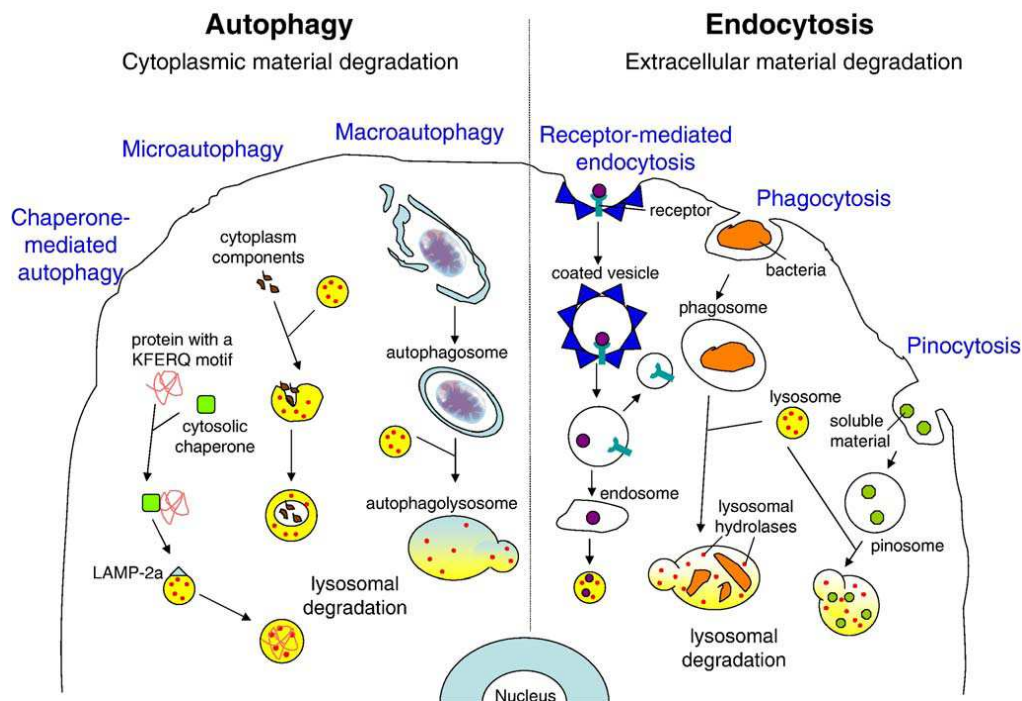 Autophagy
Cytoplasmic material degradation
Endocytosis
Extracellular material degradation
Macroautophagy
Microautophagy
Chaperone-
mediated
autophagy
Receptor-mediated
endocytosis
Phagocytosis
Pinocytosis
cytoplasm
components
protein with a
KFERQ motif
cytosolic
chaperone
LAMP-2a
autophagosome
autophagolysosome
lysosomal
degradation
receptor
coated vesicle
endosome
bacteria
phagosome
lysosome
soluble
material
lysosomal
hydrolases
pinosome
lysosomal
degradation
Nucleus